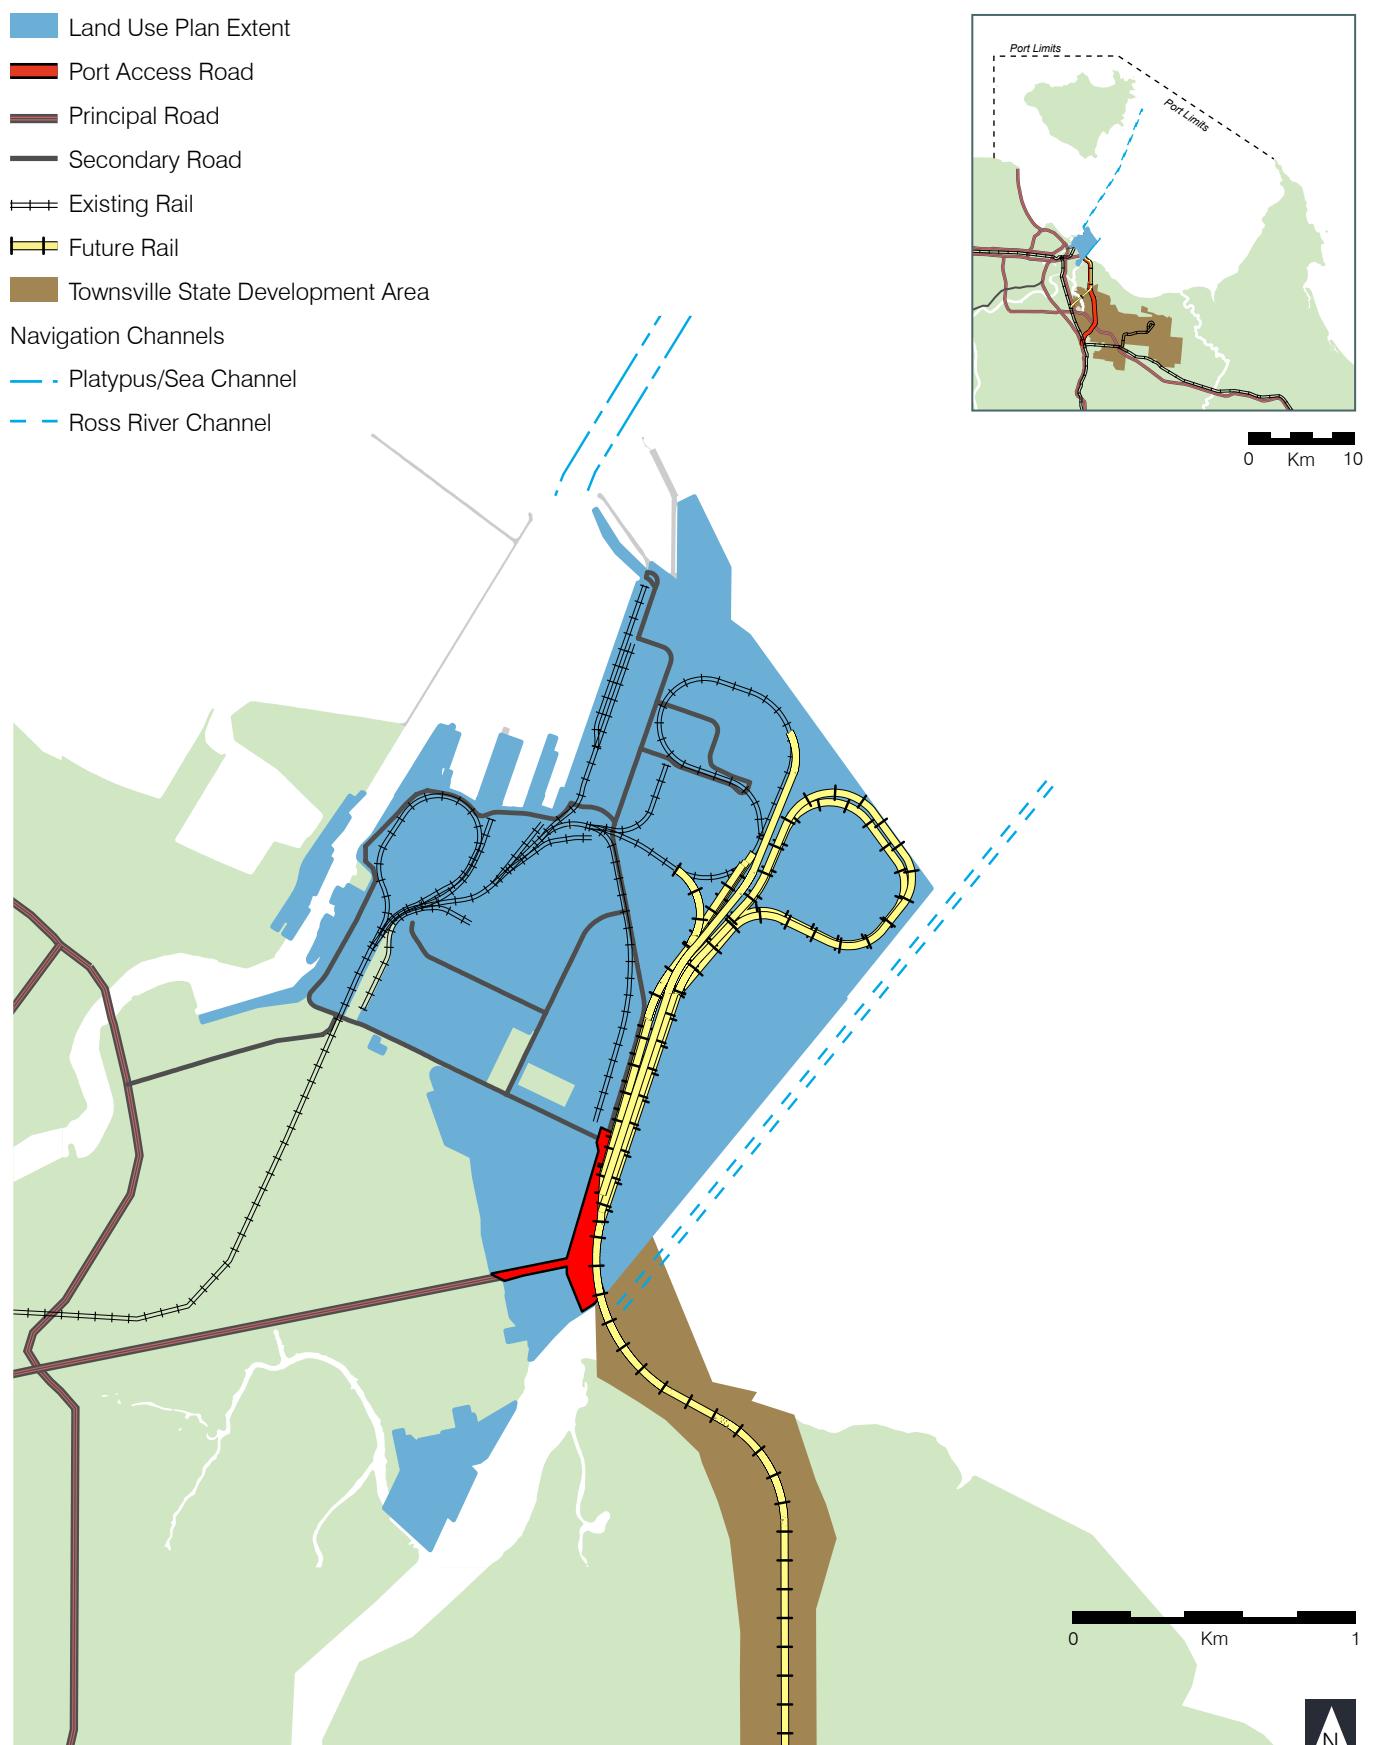 Land Use Plan Extent
Port Access Road
Principal Road
Secondary Road
Existing Rail
Future Rail
Townsville State Development Area
Navigation Channels
Platypus/Sea Channel
Ross River Channel
Port Limits
Port Limits
0 Km 10
0 Km 1
N